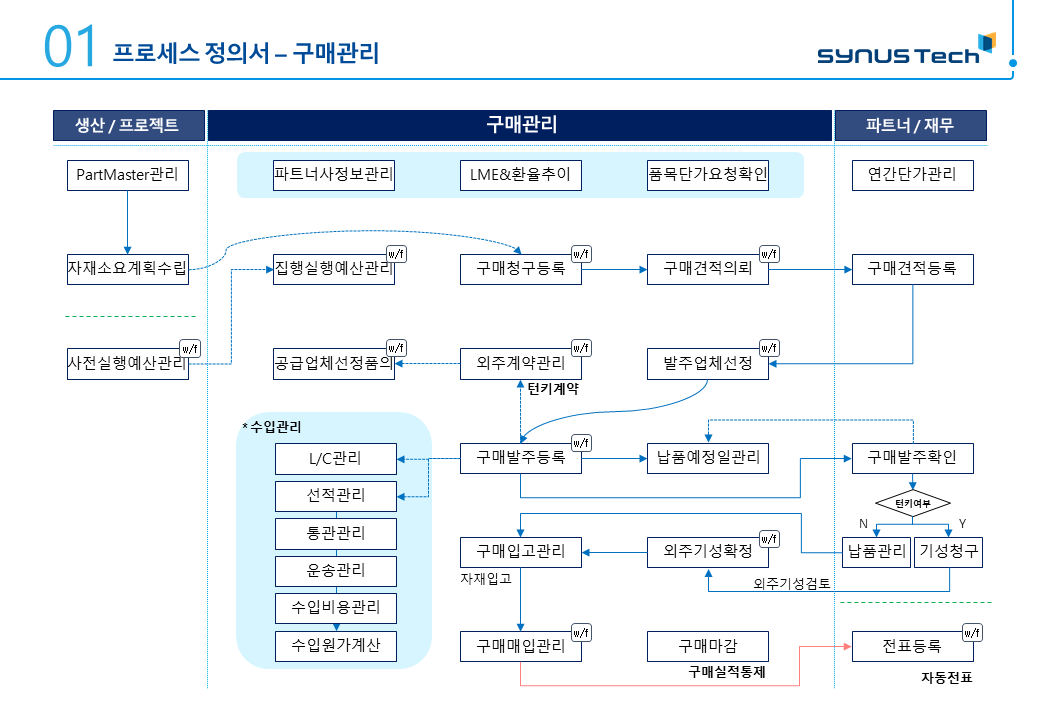 01 프로세스 정의서 – 구매관리
SYNUS Tech
생산 / 프로젝트
구매관리
파트너 / 재무
PartMaster관리
파트너사정보관리
LME&환율추이
품목단가요청확인
연간단가관리
자재소요계획수립
집행실행예산관리
w/f
구매청구등록
w/f
구매견적의뢰
w/f
구매견적등록
사전실행예산관리
w/f
공급업체선정품의
w/f
외주계약관리
w/f
발주업체선정
w/f
턴키계약
* 수입관리
L/C관리
구매발주등록
w/f
납품예정일관리
구매발주확인
선적관리
턴키여부
N
Y
통관관리
구매입고관리
외주기성확정
w/f
납품관리
기성청구
운송관리
자재입고
외주기성검토
수입비용관리
수입원가계산
구매매입관리
w/f
구매마감
전표등록
w/f
구매실적통제
자동전표